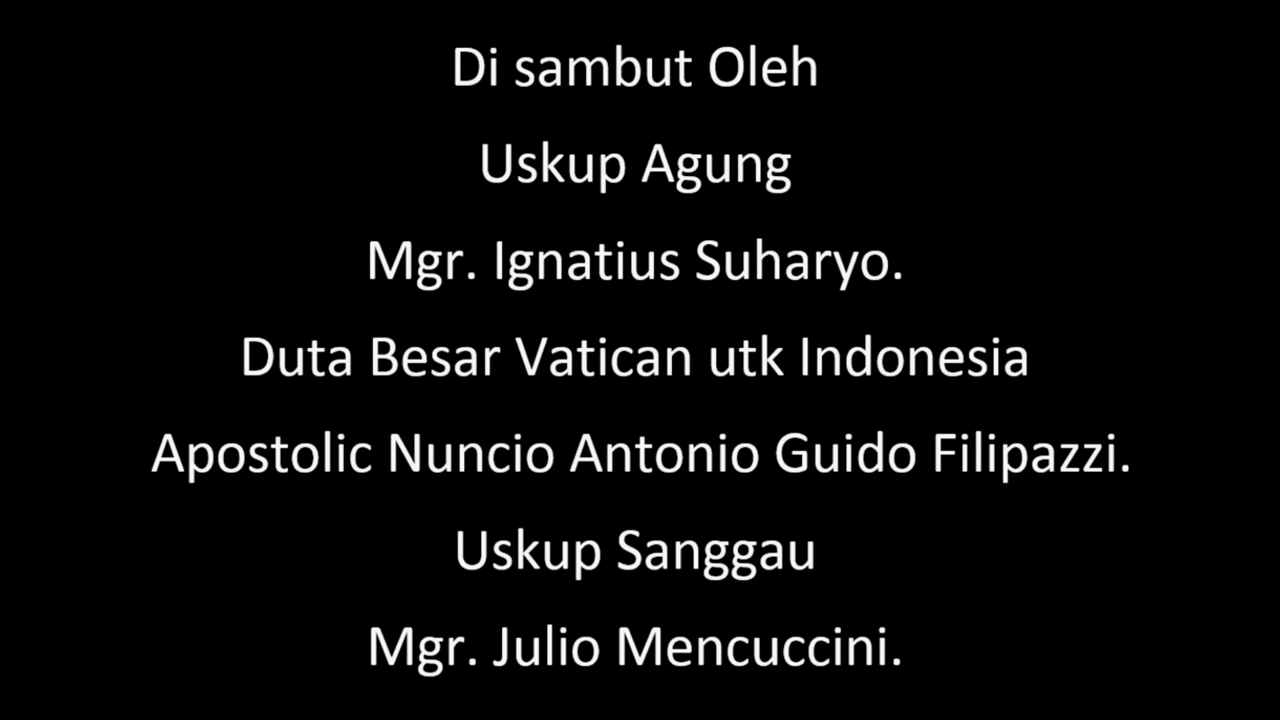 Di sambut Oleh
Uskup Agung
Mgr. Ignatius Suharyo.
Duta Besar Vatican utk Indonesia
Apostolic Nuncio Antonio Guido Filipazzi.
Uskup Sanggau
Mgr. Julio Mencuccini.